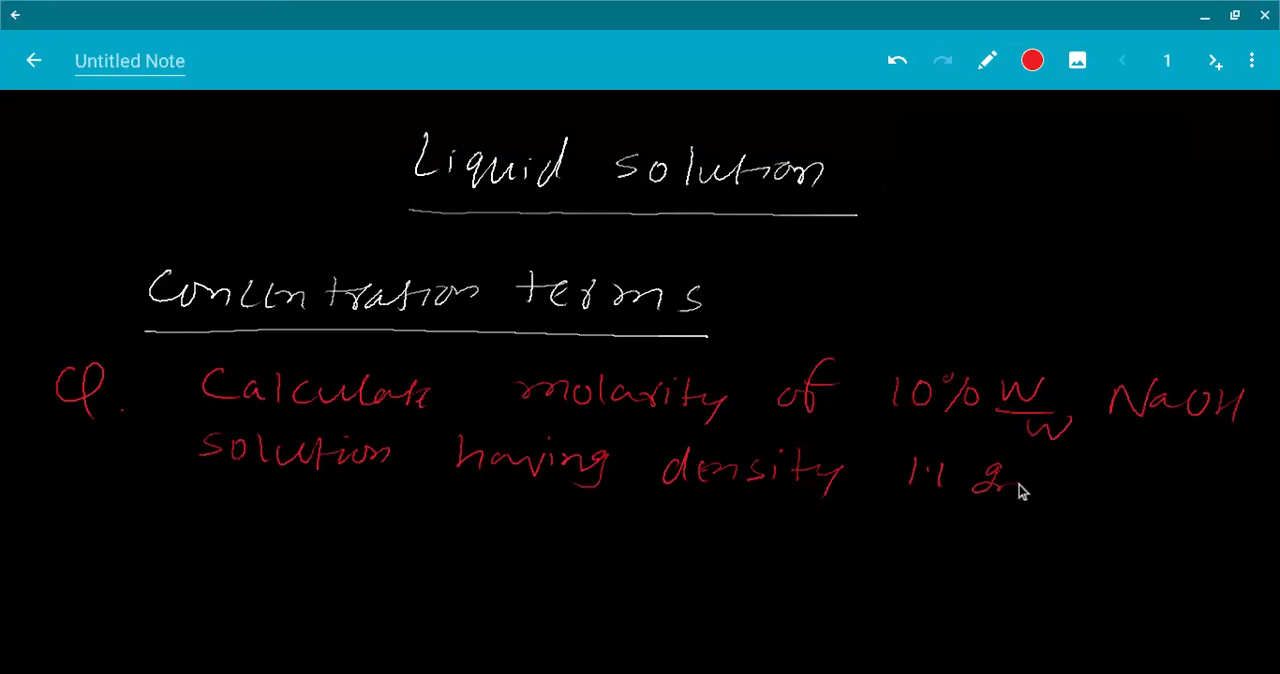 Untitled Note
1
Liquid solution
Concentration terms
Q. Calculate molarity of 10% W/W NaOH
solution having density 1.1 g